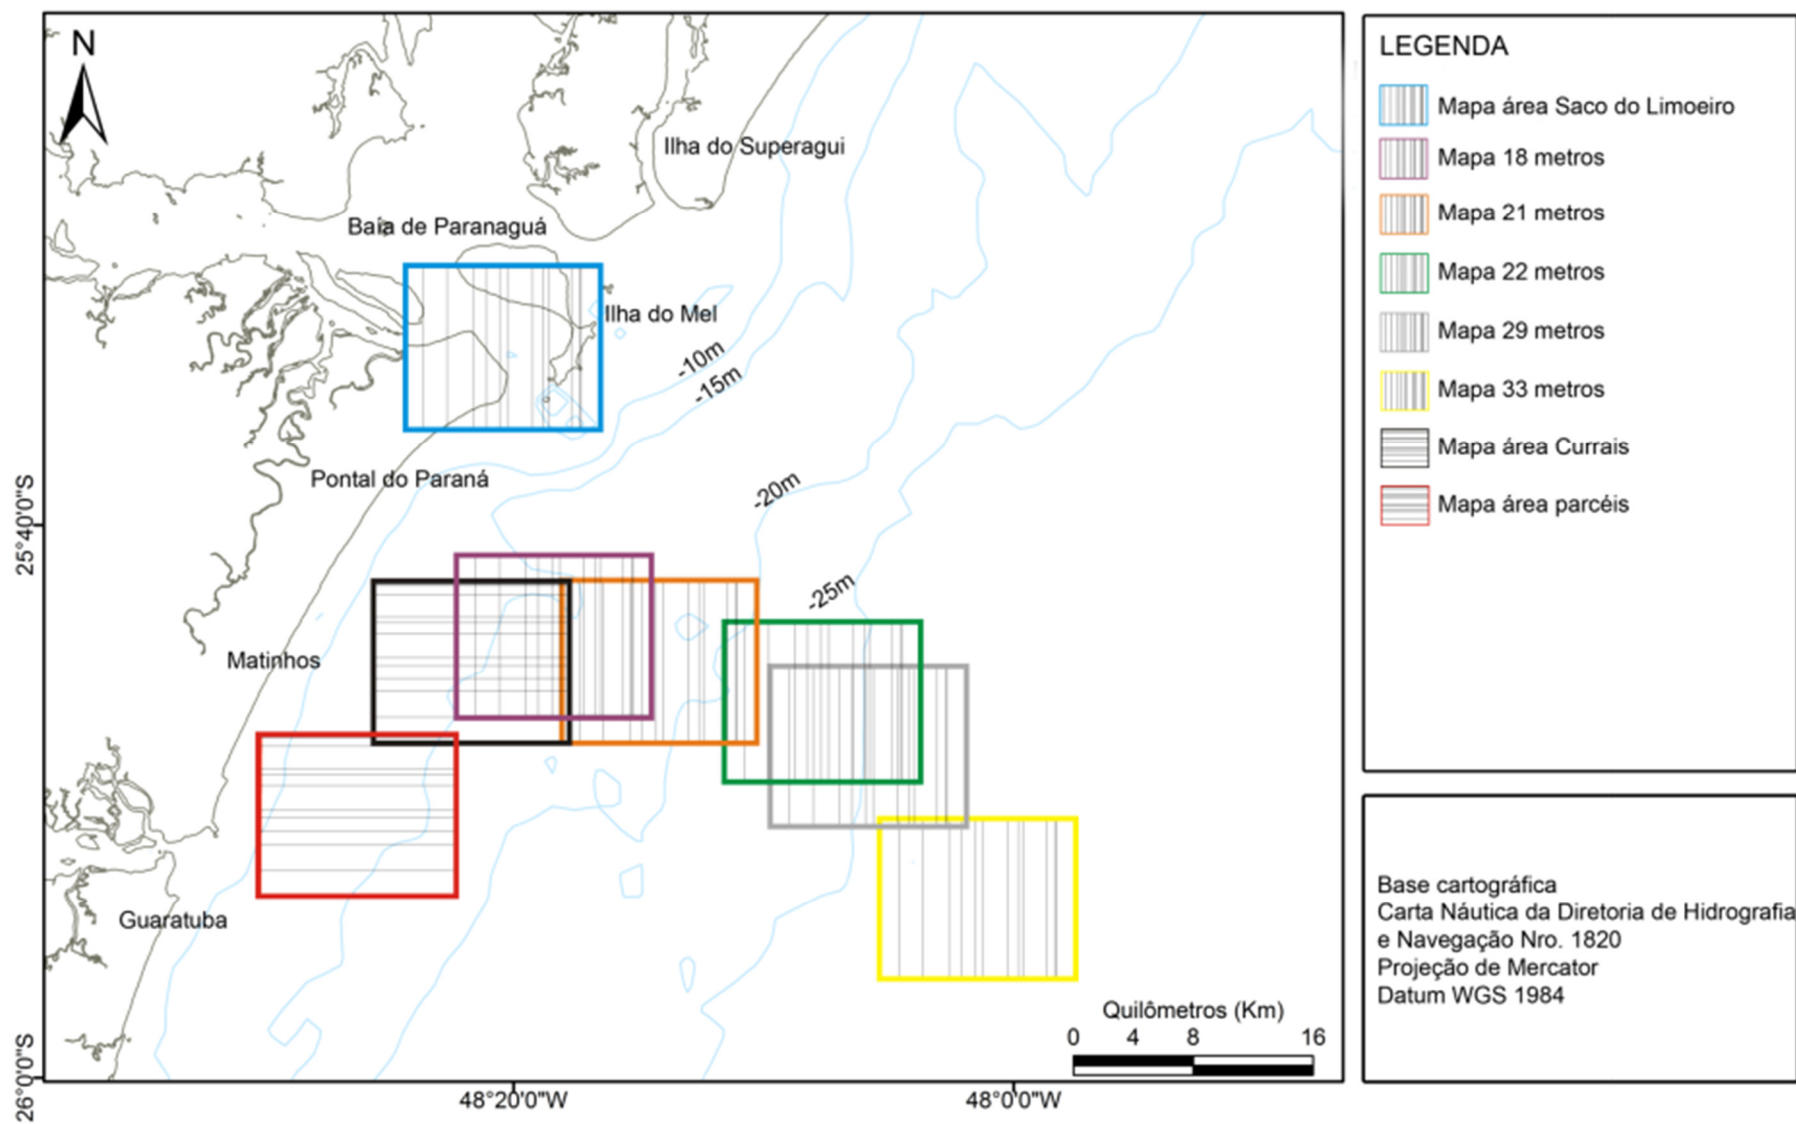 N
Ilha do Superagui
Baía de Paranaguá
Ilha do Mel
-10m
-15m
Pontal do Paraná
-20m
25°40'0"S
-25m
Matinhos
Guaratuba
Quilômetros (Km)
0 4 8 16
26°0'0"S
48°20'0"W 48°0'0"W
LEGENDA
Mapa área Saco do Limoeiro
Mapa 18 metros
Mapa 21 metros
Mapa 22 metros
Mapa 29 metros
Mapa 33 metros
Mapa área Currais
Mapa área parcéis
Base cartográfica
Carta Náutica da Diretoria de Hidrografia
e Navegação Nro. 1820
Projeção de Mercator
Datum WGS 1984